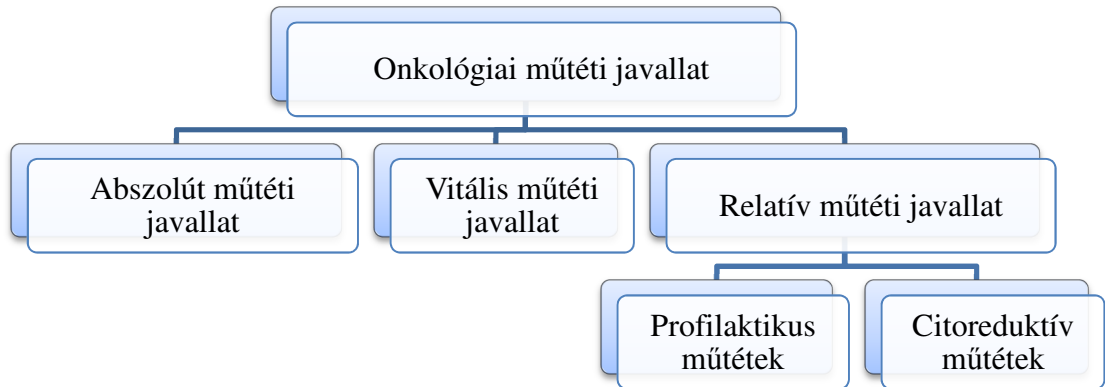 Onkológiai műtéti javallat
Abszolút műtéti
javallat
Vitális műtéti
javallat
Relatív műtéti javallat
Profilaktikus
műtétek
Citoreduktív
műtétek